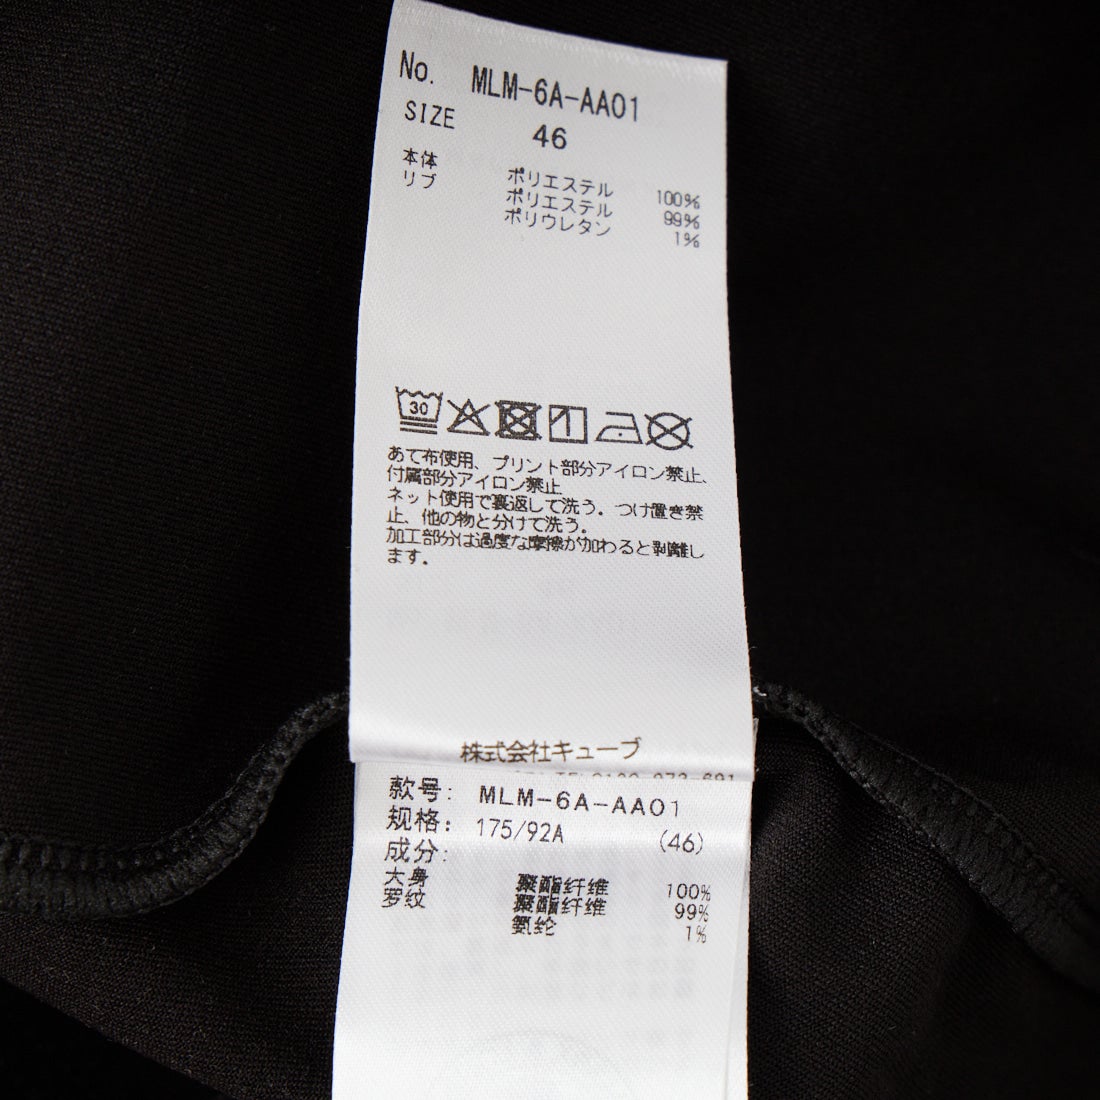 No. MLM-6A-AA01
SIZE 46
本体 ポリエステル 100%
リブ ポリエステル 99%
ポリウレタン 1%
30
あて布使用、プリント部分アイロン禁止、
付属部分アイロン禁止
ネット使用で裏返して洗う。つけ置き禁
止、他の物と分けて洗う。
加工部分は過度な摩擦が加わると剥離し
ます。
株式会社キューブ
款号: MLM-6A-AA01
规格: 175/92A (46)
成分:
大身 聚酯纤维 100%
罗纹 聚酯纤维 99%
氨纶 1%